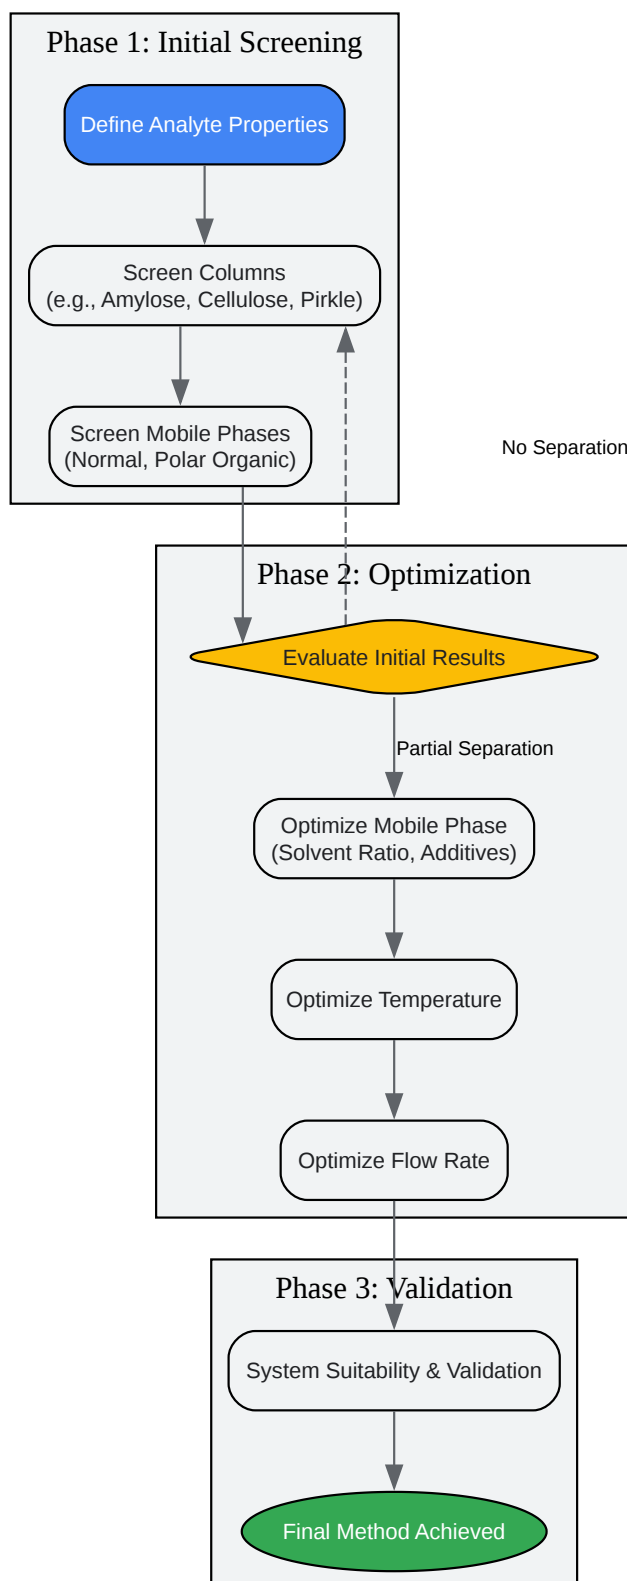 Phase 1: Initial Screening
Define Analyte Properties
Screen Columns
(e.g., Amylose, Cellulose, Pirkle)
Screen Mobile Phases
(Normal, Polar Organic)
No Separation
Phase 2: Optimization
Evaluate Initial Results
Partial Separation
Optimize Mobile Phase
(Solvent Ratio, Additives)
Optimize Temperature
Optimize Flow Rate
Phase 3: Validation
System Suitability & Validation
Final Method Achieved